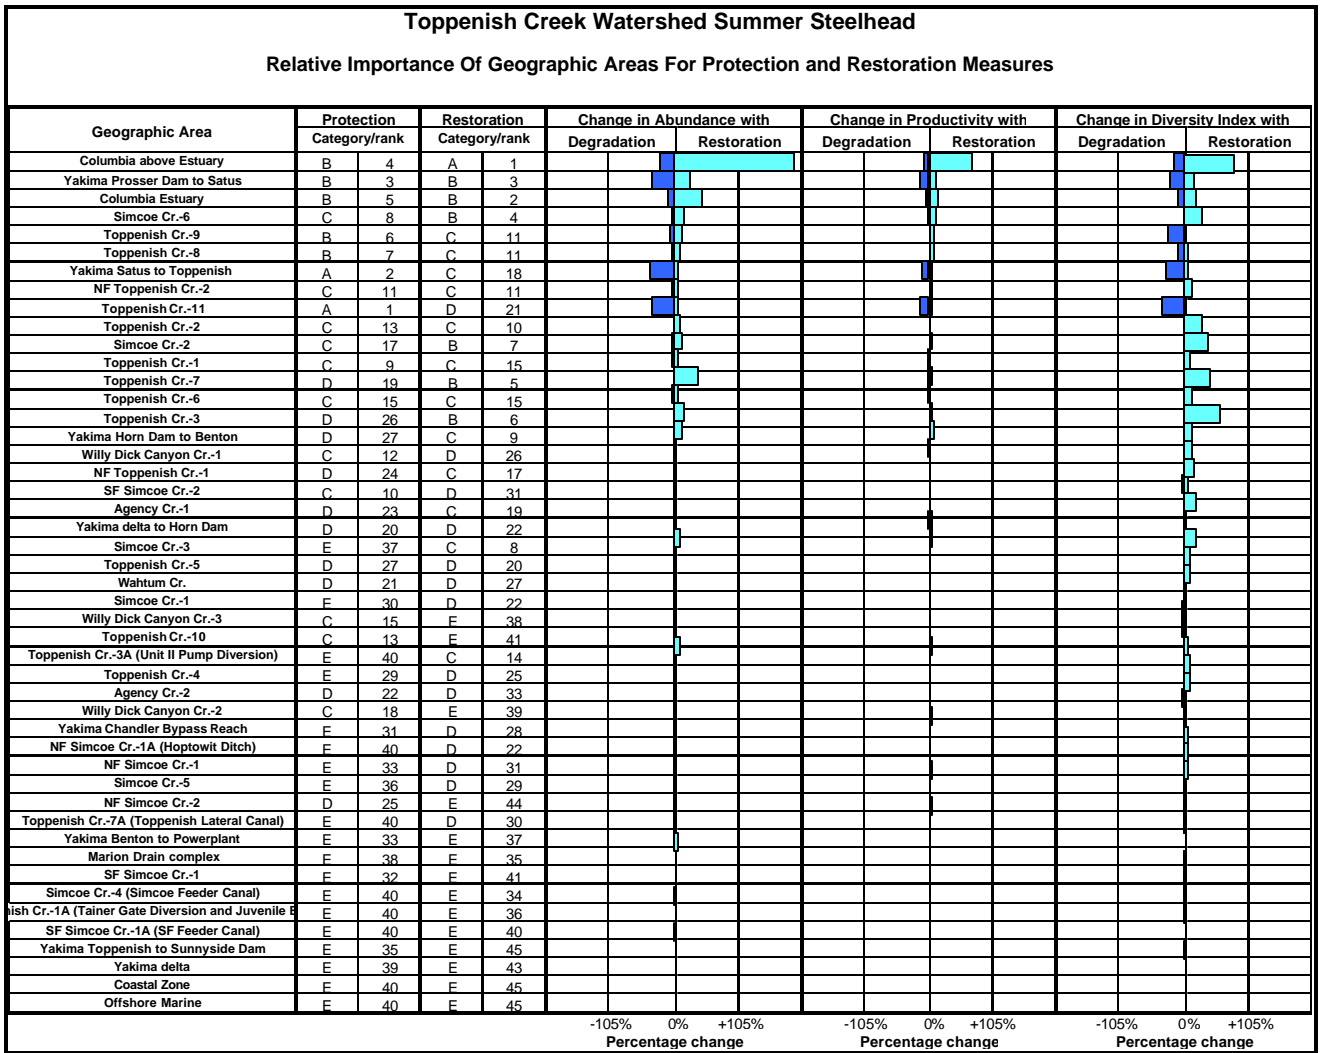 Toppenish Creek Watershed Summer Steelhead
Relative Importance Of Geographic Areas For Protection and Restoration Measures
Geographic Area Protection Restoration Change in Abundance with Change in Productivity with Change in Diversity Index with
Category/rank Category/rank Degradation Restoration Degradation Restoration Degradation Restoration
Columbia above Estuary B 4 A 1
Yakima Prosser Dam to Satus B 3 B 3
Columbia Estuary B 5 B 2
Simcoe Cr.-6 C 8 B 4
Toppenish Cr.-9 B 6 C 11
Toppenish Cr.-8 B 7 C 11
Yakima Satus to Toppenish A 2 C 18
NF Toppenish Cr.-2 C 11 C 11
Toppenish Cr.-11 A 1 D 21
Toppenish Cr.-2 C 13 C 10
Simcoe Cr.-2 C 17 B 7
Toppenish Cr.-1 C 9 C 15
Toppenish Cr.-7 D 19 B 5
Toppenish Cr.-6 C 15 C 15
Toppenish Cr.-3 D 26 B 6
Yakima Horn Dam to Benton D 27 C 9
Willy Dick Canyon Cr.-1 C 12 D 26
NF Toppenish Cr.-1 D 24 C 17
SF Simcoe Cr.-2 C 10 D 31
Agency Cr.-1 D 23 C 19
Yakima delta to Horn Dam D 20 D 22
Simcoe Cr.-3 E 37 C 8
Toppenish Cr.-5 D 27 D 20
Wahtum Cr. D 21 D 27
Simcoe Cr.-1 E 30 D 22
Willy Dick Canyon Cr.-3 C 15 E 38
Toppenish Cr.-10 C 13 E 41
Toppenish Cr.-3A (Unit II Pump Diversion) E 40 C 14
Toppenish Cr.-4 E 29 D 25
Agency Cr.-2 D 22 D 33
Willy Dick Canyon Cr.-2 C 18 E 39
Yakima Chandler Bypass Reach E 31 D 28
NF Simcoe Cr.-1A (Hoptowit Ditch) E 40 D 22
NF Simcoe Cr.-1 E 33 D 31
Simcoe Cr.-5 E 36 D 29
NF Simcoe Cr.-2 D 25 E 44
Toppenish Cr.-7A (Toppenish Lateral Canal) E 40 D 30
Yakima Benton to Powerplant E 33 E 37
Marion Drain complex E 38 E 35
SF Simcoe Cr.-1 E 32 E 41
Simcoe Cr.-4 (Simcoe Feeder Canal) E 40 E 34
nish Cr.-1A (Tainer Gate Diversion and Juvenile E 40 E 36
SF Simcoe Cr.-1A (SF Feeder Canal) E 40 E 40
Yakima Toppenish to Sunnyside Dam E 35 E 45
Yakima delta E 39 E 43
Coastal Zone E 40 E 45
Offshore Marine E 40 E 45
-105% 0% +105% -105% 0% +105% -105% 0% +105%
Percentage change Percentage change Percentage change